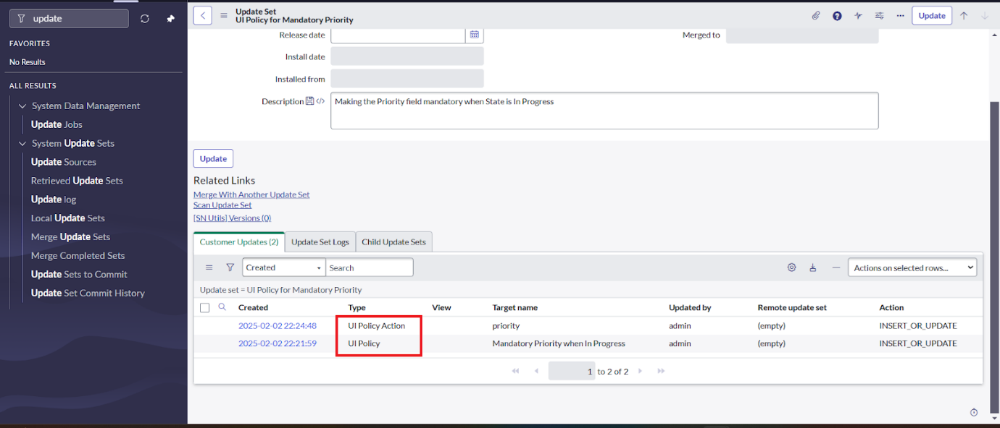 update
FAVORITES
No Results
ALL RESULTS
System Data Management
Update Jobs
System Update Sets
Update Sources
Retrieved Update Sets
Update log
Local Update Sets
Merge Update Sets
Merge Completed Sets
Update Sets to Commit
Update Set Commit History
Update Set
UI Policy for Mandatory Priority
Update
Release date
Merged to
Install date
Installed from
Description
Making the Priority field mandatory when State is In Progress
Update
Related Links
Merge With Another Update Set
Scan Update Set
[SN Utils] Versions (0)
Customer Updates (2) Update Set Logs Child Update Sets
Created Search Actions on selected rows...
Update set = UI Policy for Mandatory Priority
Created Type View Target name Updated by Remote update set Action
2025-02-02 22:24:48 UI Policy Action priority admin (empty) INSERT_OR_UPDATE
2025-02-02 22:21:59 UI Policy Mandatory Priority when In Progress admin (empty) INSERT_OR_UPDATE
1 to 2 of 2